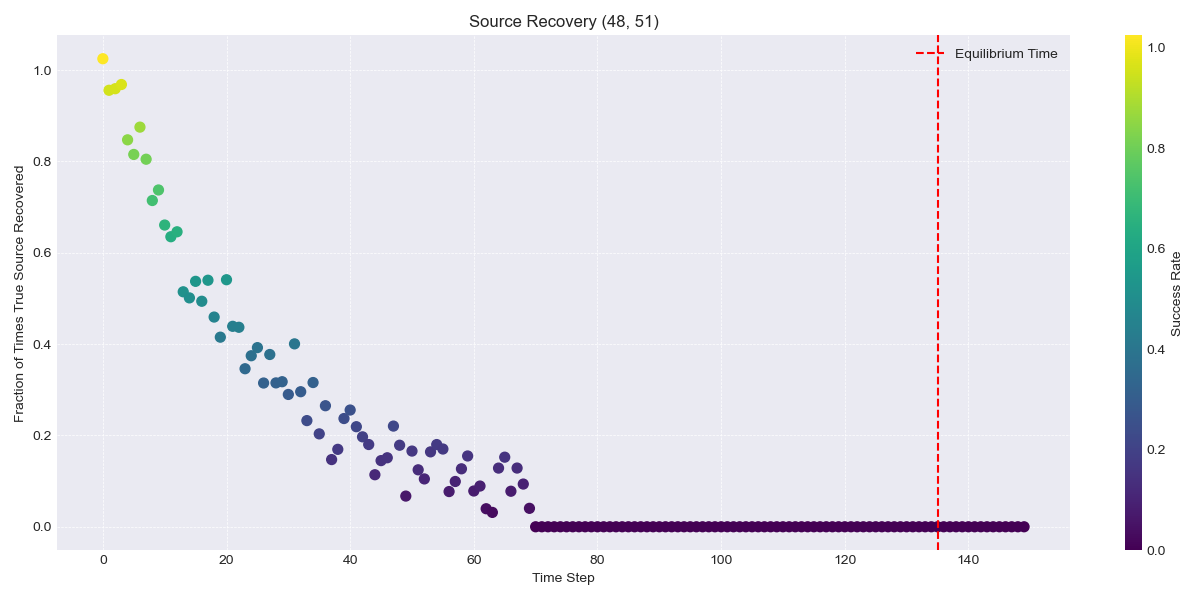 Source Recovery (48, 51)
Equilibrium Time
Fraction of Times True Source Recovered
1.0
0.8
0.6
0.4
0.2
0.0
0 20 40 60 80 100 120 140
Time Step
1.0
0.8
0.6
0.4
0.2
0.0
Success Rate